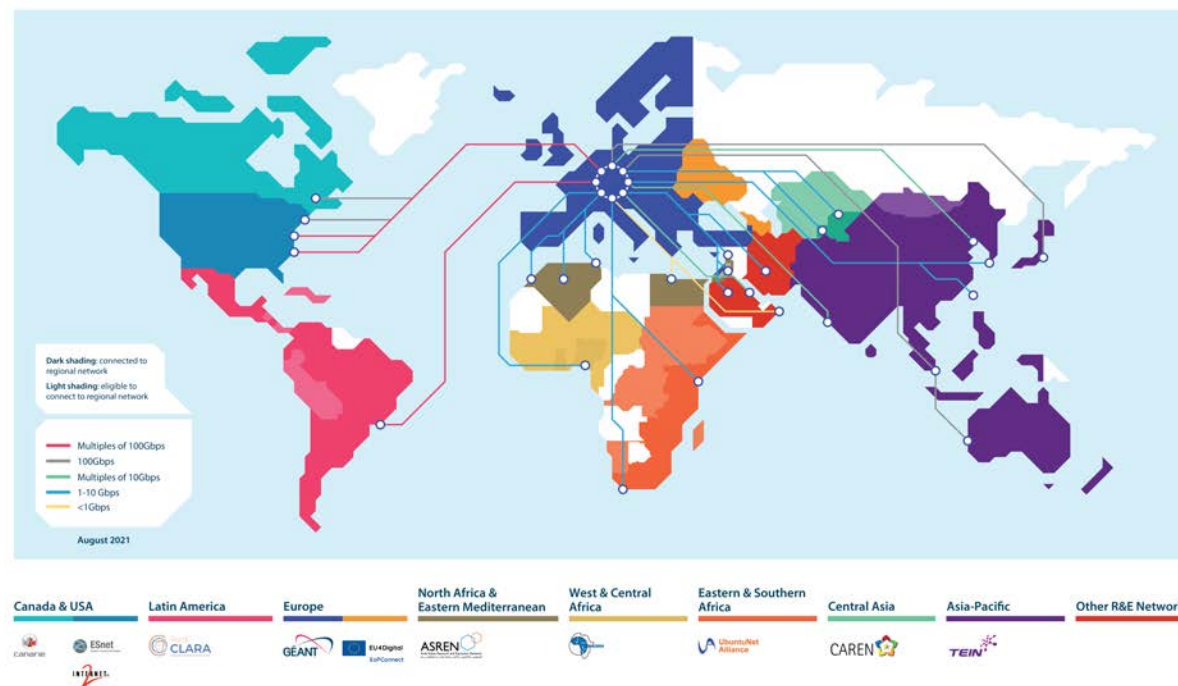 Dark shading: connected to
regional network
Light shading: eligible to
connect to regional network
Multiples of 100Gbps
100Gbps
Multiples of 10Gbps
1-10 Gbps
<1Gbps
August 2021
Canada & USA
Latin America
Europe
North Africa &
Eastern Mediterranean
West & Central
Africa
Eastern & Southern
Africa
Central Asia
Asia-Pacific
Other R&E Network
canarie
ESnet
INTERNET
2
CLARA
GÉANT
EU4Digital
EaPConnect
ASREN
UbuntuNet
Alliance
CAREN
TEIN